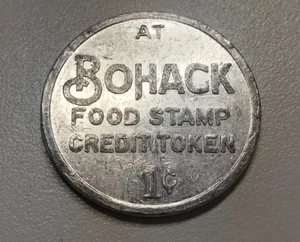 AT
BOHACK
FOOD STAMP
CREDIT TOKEN
1¢